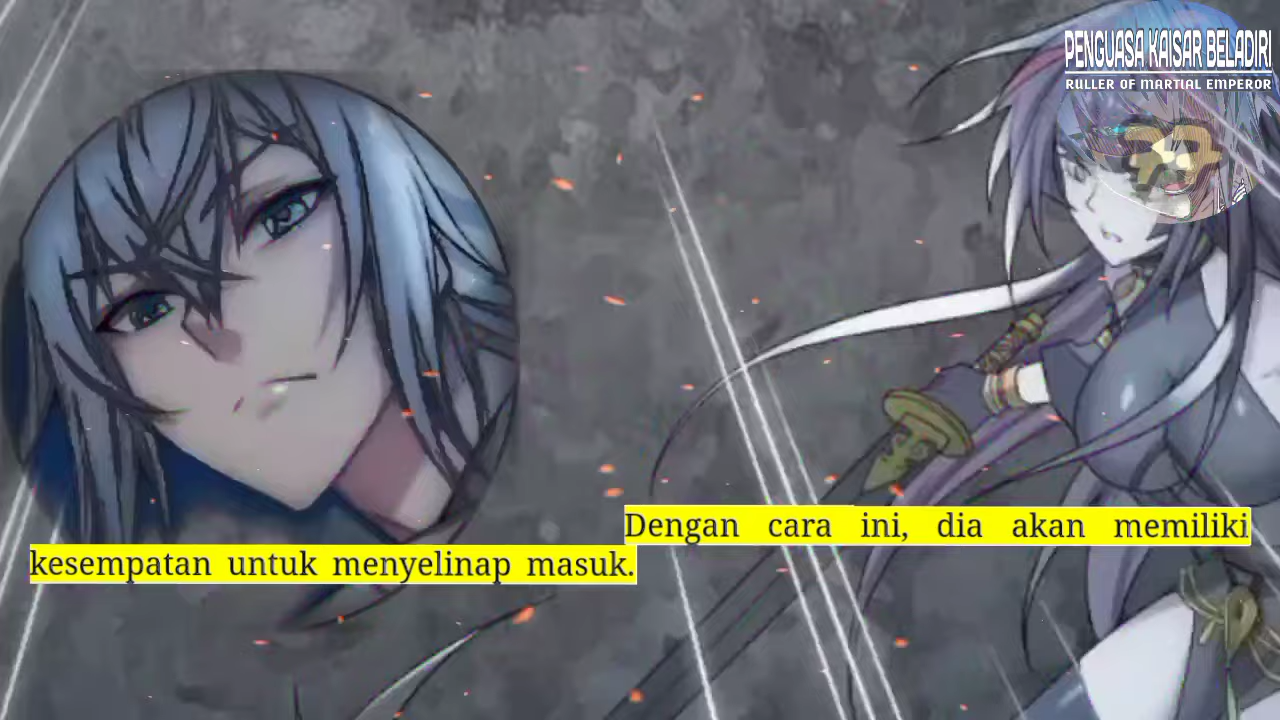 PENGUASA KAISAR BELADIRI
RULLER OF MARTIAL EMPEROR
Dengan cara ini, dia akan memiliki
kesempatan untuk menyelinap masuk.